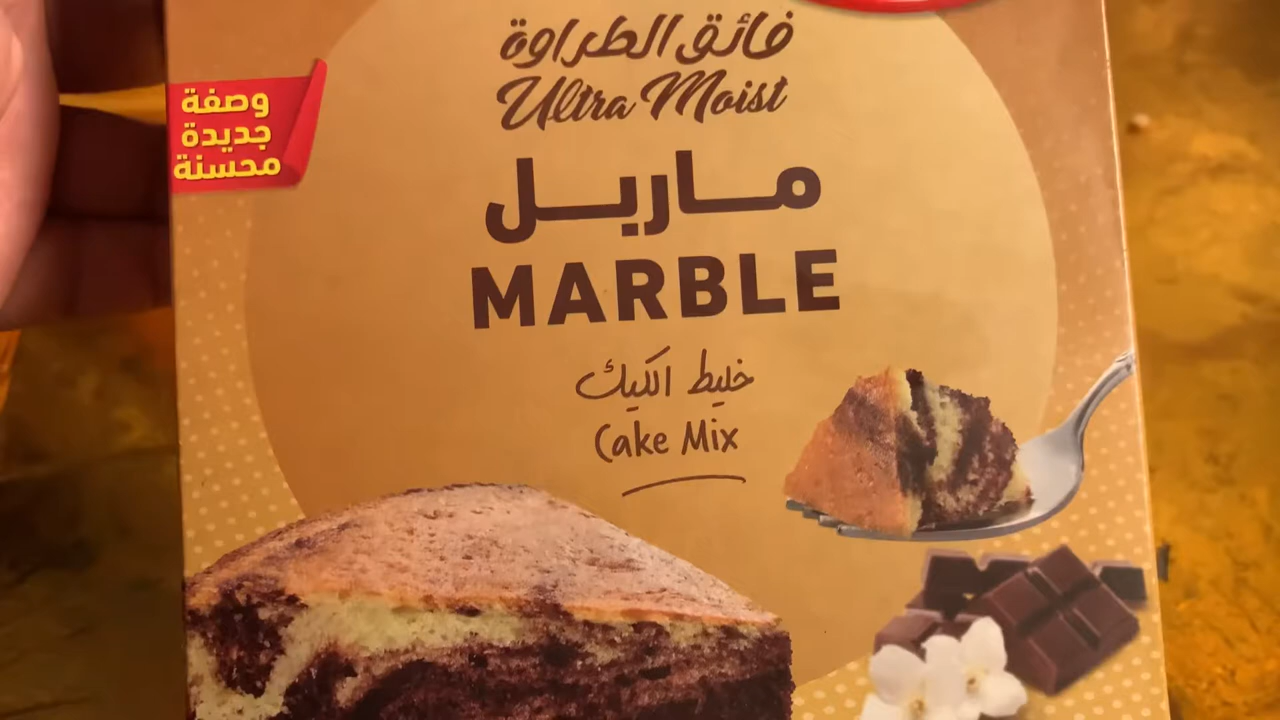 فائق الطراوة
Ultra Moist
وصفة
جديدة
محسنة
ماربل
MARBLE
خليط الكيك
Cake Mix